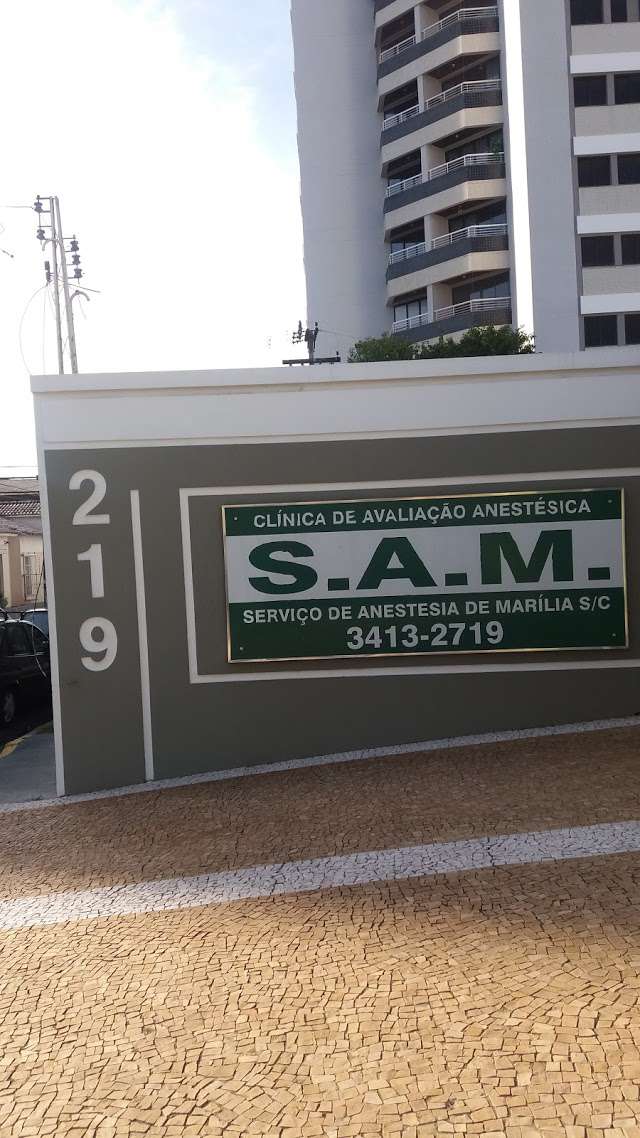 219
CLÍNICA DE AVALIAÇÃO ANESTÉSICA
S.A.M.
SERVIÇO DE ANESTESIA DE MARÍLIA S/C
3413-2719